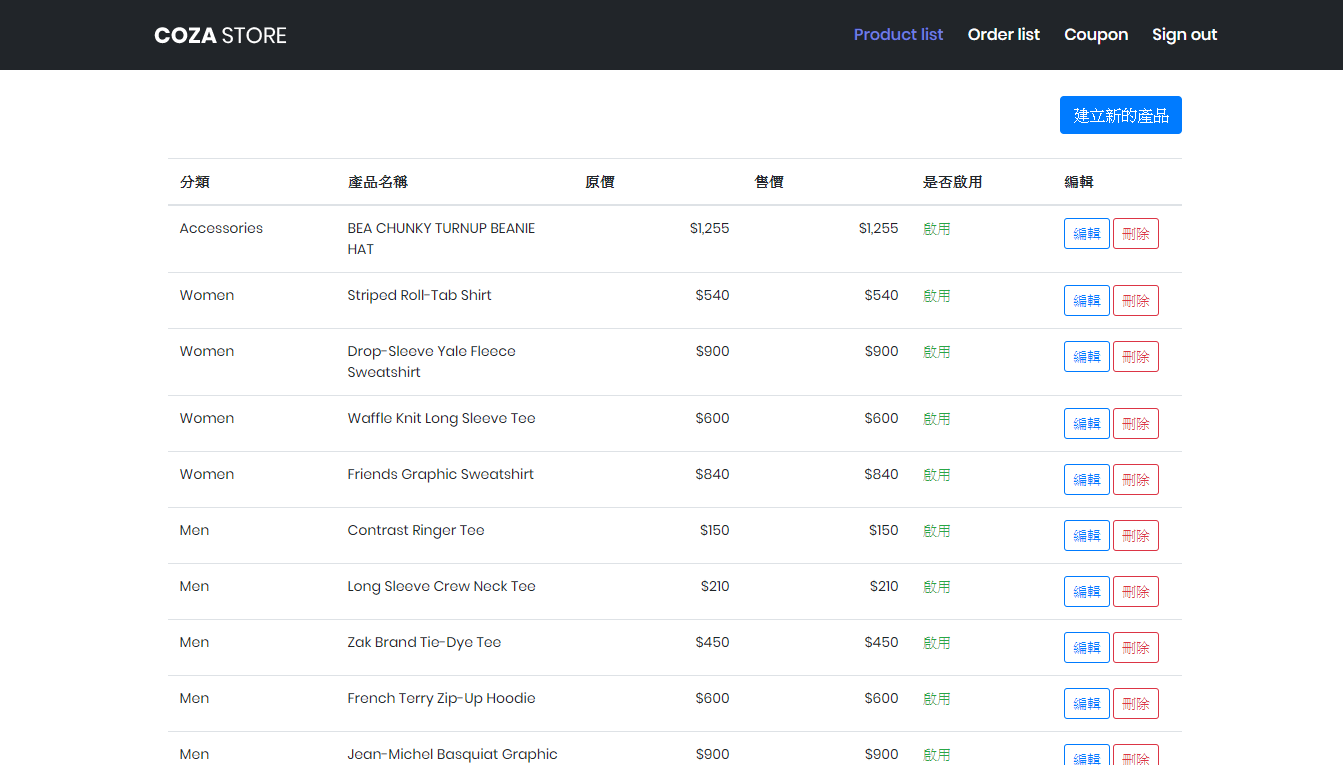 COZA STORE Product list Order list Coupon Sign out
建立新的產品
分類 產品名稱 原價 售價 是否啟用 編輯
Accessories BEA CHUNKY TURNUP BEANIE HAT $1,255 $1,255 啟用 編輯 刪除
Women Striped Roll-Tab Shirt $540 $540 啟用 編輯 刪除
Women Drop-Sleeve Yale Fleece Sweatshirt $900 $900 啟用 編輯 刪除
Women Waffle Knit Long Sleeve Tee $600 $600 啟用 編輯 刪除
Women Friends Graphic Sweatshirt $840 $840 啟用 編輯 刪除
Men Contrast Ringer Tee $150 $150 啟用 編輯 刪除
Men Long Sleeve Crew Neck Tee $210 $210 啟用 編輯 刪除
Men Zak Brand Tie-Dye Tee $450 $450 啟用 編輯 刪除
Men French Terry Zip-Up Hoodie $600 $600 啟用 編輯 刪除
Men Jean-Michel Basquiat Graphic $900 $900 啟用 編輯 刪除